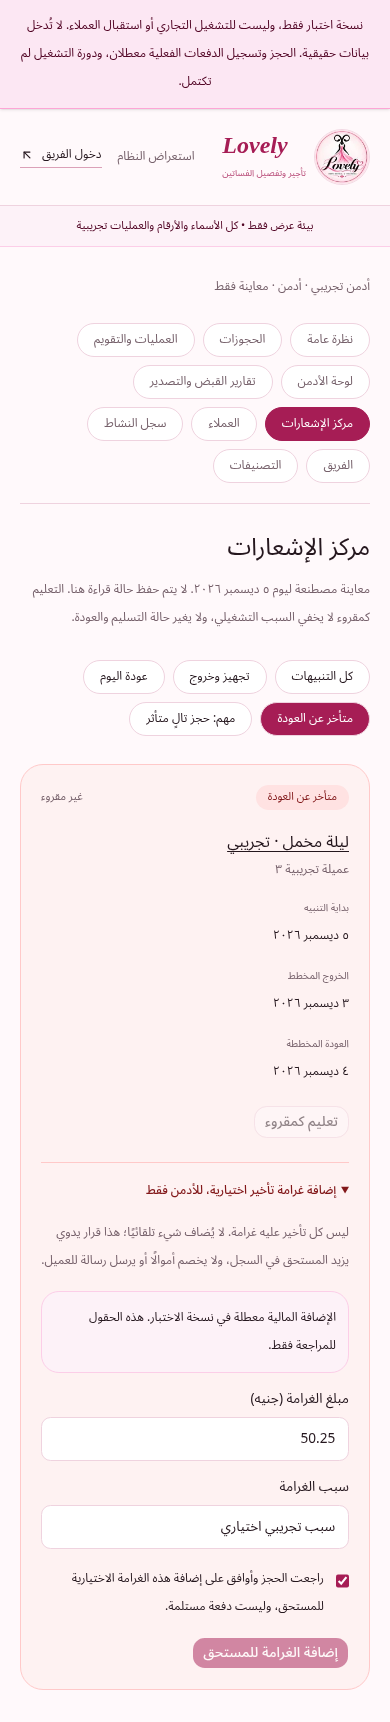 نسخة اختبار فقط، وليست للتشغيل التجاري أو استقبال العملاء. لا تُدخل
بيانات حقيقية. الحجز وتسجيل الدفعات الفعلية معطلان، ودورة التشغيل لم
تكتمل.
Lovely
Lovely
تأجير وتفصيل الفساتين
استعراض النظام
دخول الفريق
بيئة عرض فقط • كل الأسماء والأرقام والعمليات تجريبية
أدمن تجريبي · أدمن · معاينة فقط
نظرة عامة
الحجوزات
العمليات والتقويم
لوحة الأدمن
تقارير القبض والتصدير
مركز الإشعارات
العملاء
سجل النشاط
الفريق
التصنيفات
مركز الإشعارات
معاينة مصطنعة ليوم ٥ ديسمبر ٢٠٢٦. لا يتم حفظ حالة قراءة هنا. التعليم
كمقروء لا يخفي السبب التشغيلي، ولا يغير حالة التسليم والعودة.
كل التنبيهات
تجهيز وخروج
عودة اليوم
متأخر عن العودة
مهم: حجز تالٍ متأثر
متأخر عن العودة
غير مقروء
ليلة مخمل · تجريبي
عميلة تجريبية ٣
بداية التنبيه
٥ ديسمبر ٢٠٢٦
الخروج المخطط
٣ ديسمبر ٢٠٢٦
العودة المخططة
٤ ديسمبر ٢٠٢٦
تعليم كمقروء
إضافة غرامة تأخير اختيارية، للأدمن فقط
ليس كل تأخير عليه غرامة. لا يُضاف شيء تلقائيًا؛ هذا قرار يدوي
يزيد المستحق في السجل، ولا يخصم أموالًا أو يرسل رسالة للعميل.
الإضافة المالية معطلة في نسخة الاختبار. هذه الحقول
للمراجعة فقط.
مبلغ الغرامة (جنيه)
50.25
سبب الغرامة
سبب تجريبي اختياري
راجعت الحجز وأوافق على إضافة هذه الغرامة الاختيارية
للمستحق، وليست دفعة مستلمة.
إضافة الغرامة للمستحق